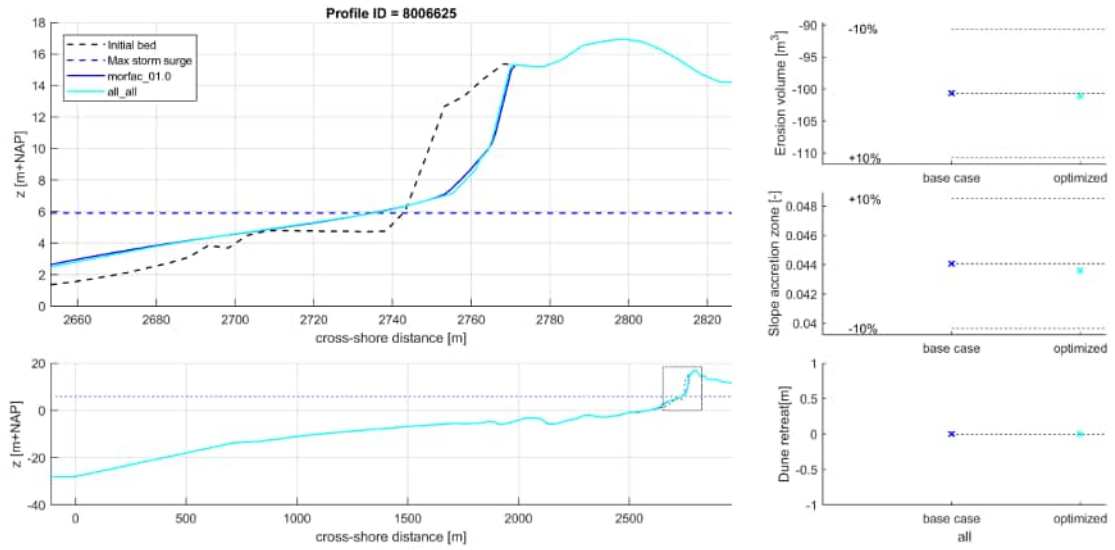 Profile ID = 8006625
18
16
14
12
10
8
6
4
2
0
z [m+NAP]
Initial bed
Max storm surge
morfac_01.0
all_all
2660 2680 2700 2720 2740 2760 2780 2800 2820
cross-shore distance [m]
20
0
-20
-40
z [m+NAP]
0 500 1000 1500 2000 2500
cross-shore distance [m]
-90
-100
-105
-110
Erosion volume [m³]
-10%
+10%
base case optimized
0.048
0.046
0.044
0.042
0.04
Slope accretion zone [-]
+10%
-10%
base case optimized
1
0.5
0
-0.5
-1
Dune retreat[m]
base case optimized
all